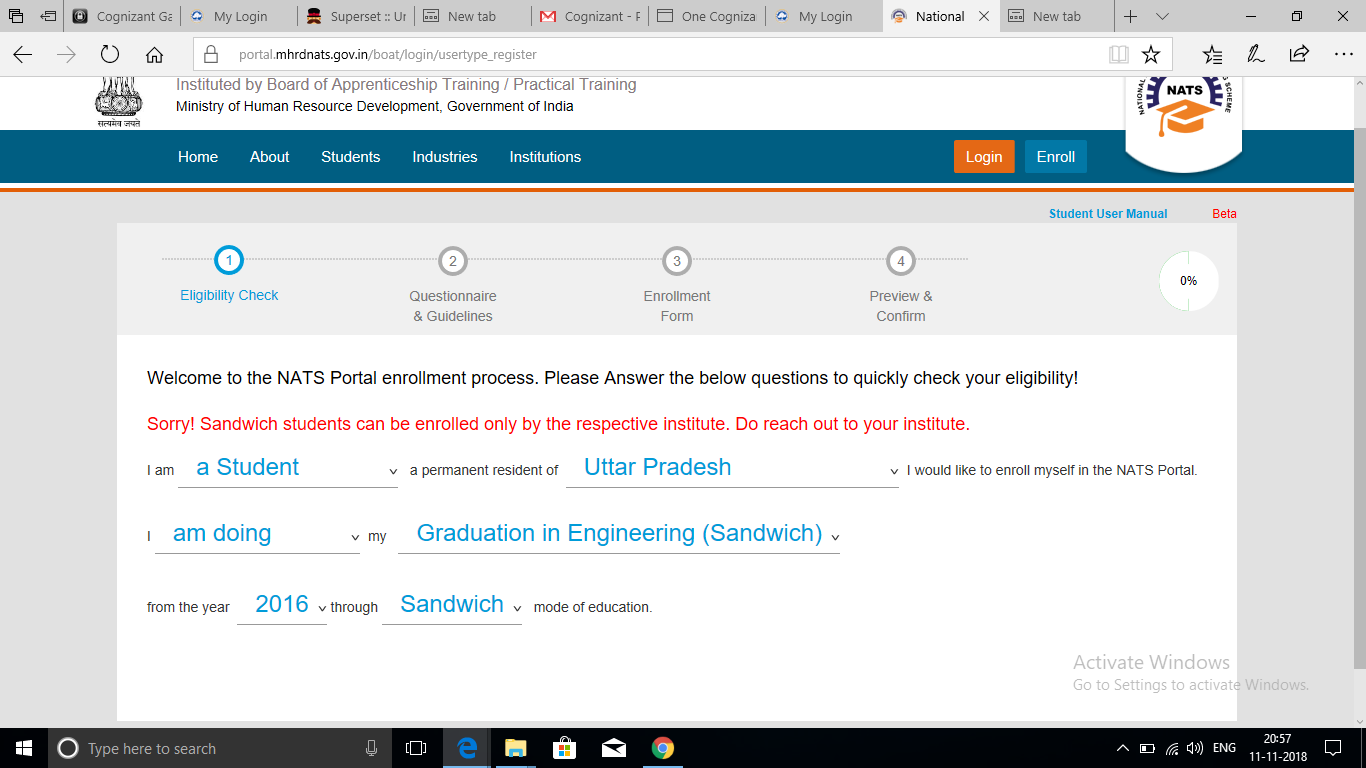 Cognizant Ga
My Login
Superset :: Ur
New tab
Cognizant - F
One Cogniza
My Login
National
New tab
portal.mhrdnats.gov.in/boat/login/usertype_register
Instituted by Board of Apprenticeship Training / Practical Training
Ministry of Human Resource Development, Government of India
सत्यमेव जयते
NATIONAL
NATS
SCHEME
Home
About
Students
Industries
Institutions
Login
Enroll
Student User Manual
Beta
1
2
3
4
Eligibility Check
Questionnaire
& Guidelines
Enrollment
Form
Preview &
Confirm
0%
Welcome to the NATS Portal enrollment process. Please Answer the below questions to quickly check your eligibility!
Sorry! Sandwich students can be enrolled only by the respective institute. Do reach out to your institute.
I am a Student a permanent resident of Uttar Pradesh I would like to enroll myself in the NATS Portal.
I am doing my Graduation in Engineering (Sandwich)
from the year 2016 through Sandwich mode of education.
Activate Windows
Go to Settings to activate Windows.
Type here to search
ENG
20:57
11-11-2018